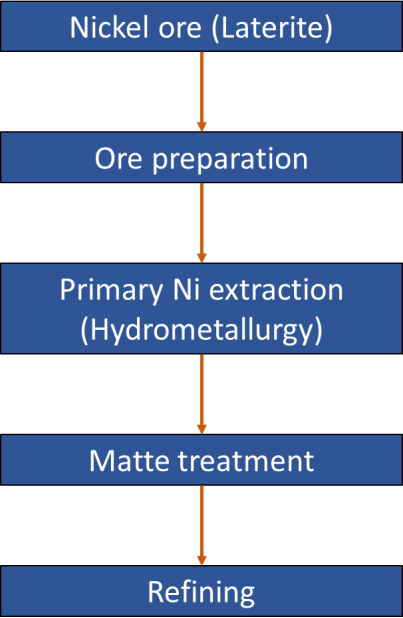 Nickel ore (Laterite)
Ore preparation
Primary Ni extraction
(Hydrometallurgy)
Matte treatment
Refining